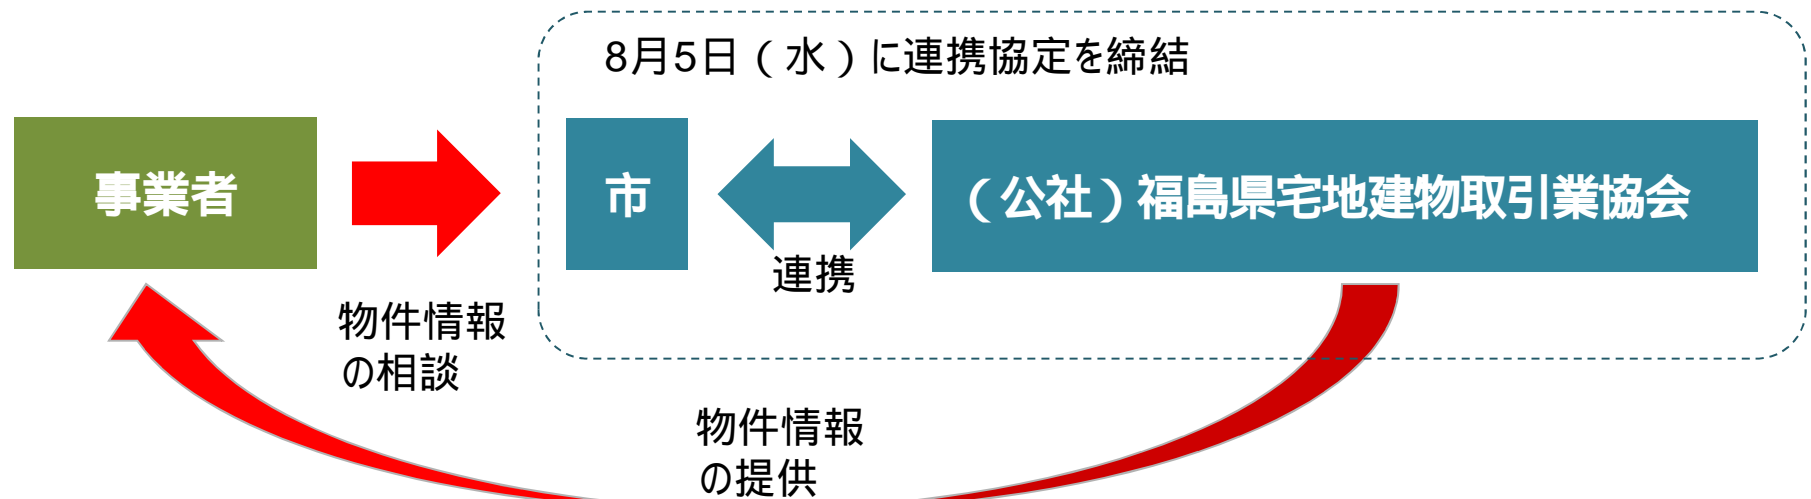 8月5日（水）に連携協定を締結
事業者
市
（公社）福島県宅地建物取引業協会
連携
物件情報
の相談
物件情報
の提供